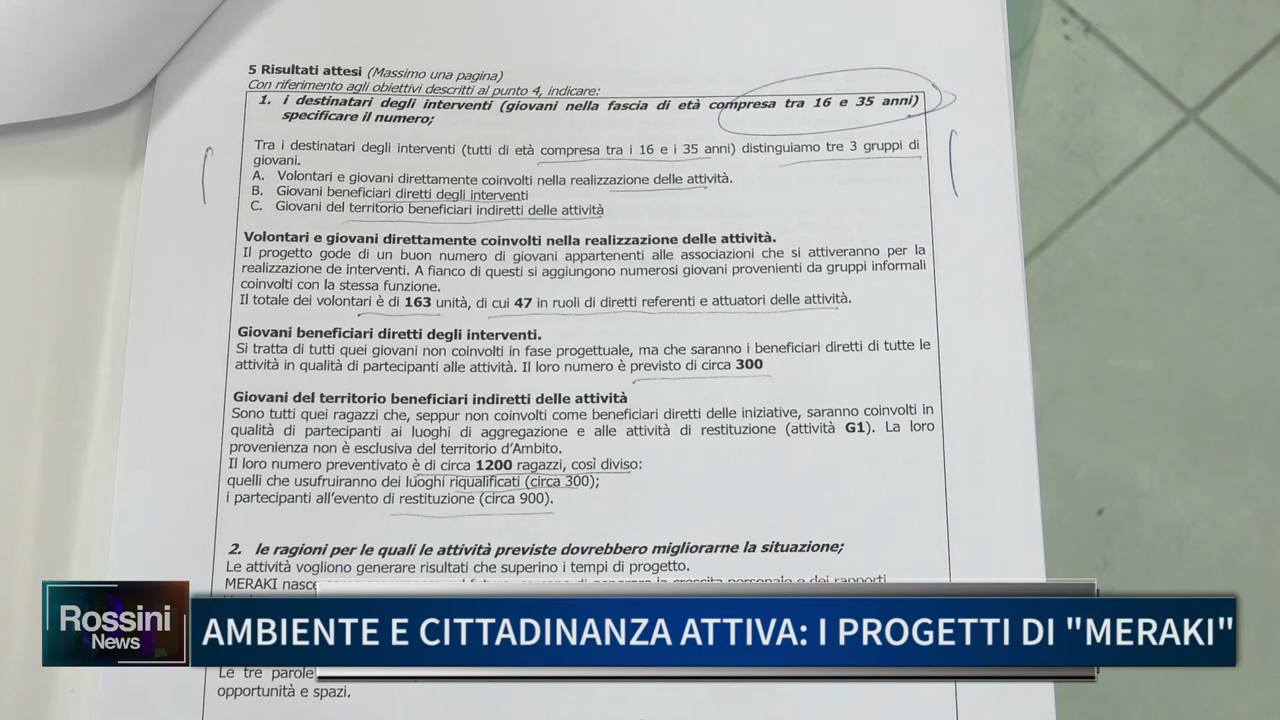 5 Risultati attesi (Massimo una pagina)
Con riferimento agli obiettivi descritti al punto 4, indicare:
1. i destinatari degli interventi (giovani nella fascia di età compresa tra 16 e 35 anni)
specificare il numero;
Tra i destinatari degli interventi (tutti di età compresa tra i 16 e i 35 anni) distinguiamo tre 3 gruppi di
giovani.
A. Volontari e giovani direttamente coinvolti nella realizzazione delle attività.
B. Giovani beneficiari diretti degli interventi
C. Giovani del territorio beneficiari indiretti delle attività
Volontari e giovani direttamente coinvolti nella realizzazione delle attività.
Il progetto gode di un buon numero di giovani appartenenti alle associazioni che si attiveranno per la
realizzazione de interventi. A fianco di questi si aggiungono numerosi giovani provenienti da gruppi informali
coinvolti con la stessa funzione.
Il totale dei volontari è di 163 unità, di cui 47 in ruoli di diretti referenti e attuatori delle attività.
Giovani beneficiari diretti degli interventi.
Si tratta di tutti quei giovani non coinvolti in fase progettuale, ma che saranno i beneficiari diretti di tutte le
attività in qualità di partecipanti alle attività. Il loro numero è previsto di circa 300
Giovani del territorio beneficiari indiretti delle attività
Sono tutti quei ragazzi che, seppur non coinvolti come beneficiari diretti delle iniziative, saranno coinvolti in
qualità di partecipanti ai luoghi di aggregazione e alle attività di restituzione (attività G1). La loro
provenienza non è esclusiva del territorio d'Ambito.
Il loro numero preventivato è di circa 1200 ragazzi, così diviso:
quelli che usufruiranno dei luoghi riqualificati (circa 300);
i partecipanti all'evento di restituzione (circa 900).
2. le ragioni per le quali le attività previste dovrebbero migliorarne la situazione;
Le attività vogliono generare risultati che superino i tempi di progetto.
MERAKI nasce
Rossini
News
AMBIENTE E CITTADINANZA ATTIVA: I PROGETTI DI "MERAKI"
Le tre parole
opportunità e spazi.